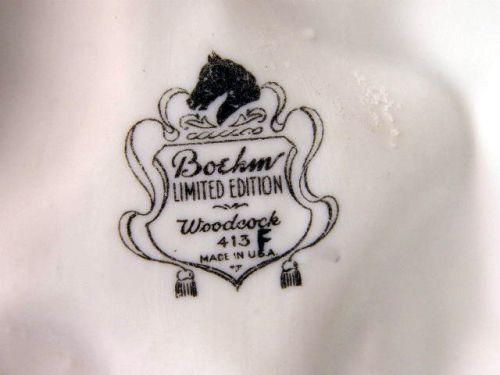 Boehm
LIMITED EDITION
Woodcock
413 F
MADE IN U.S.A.